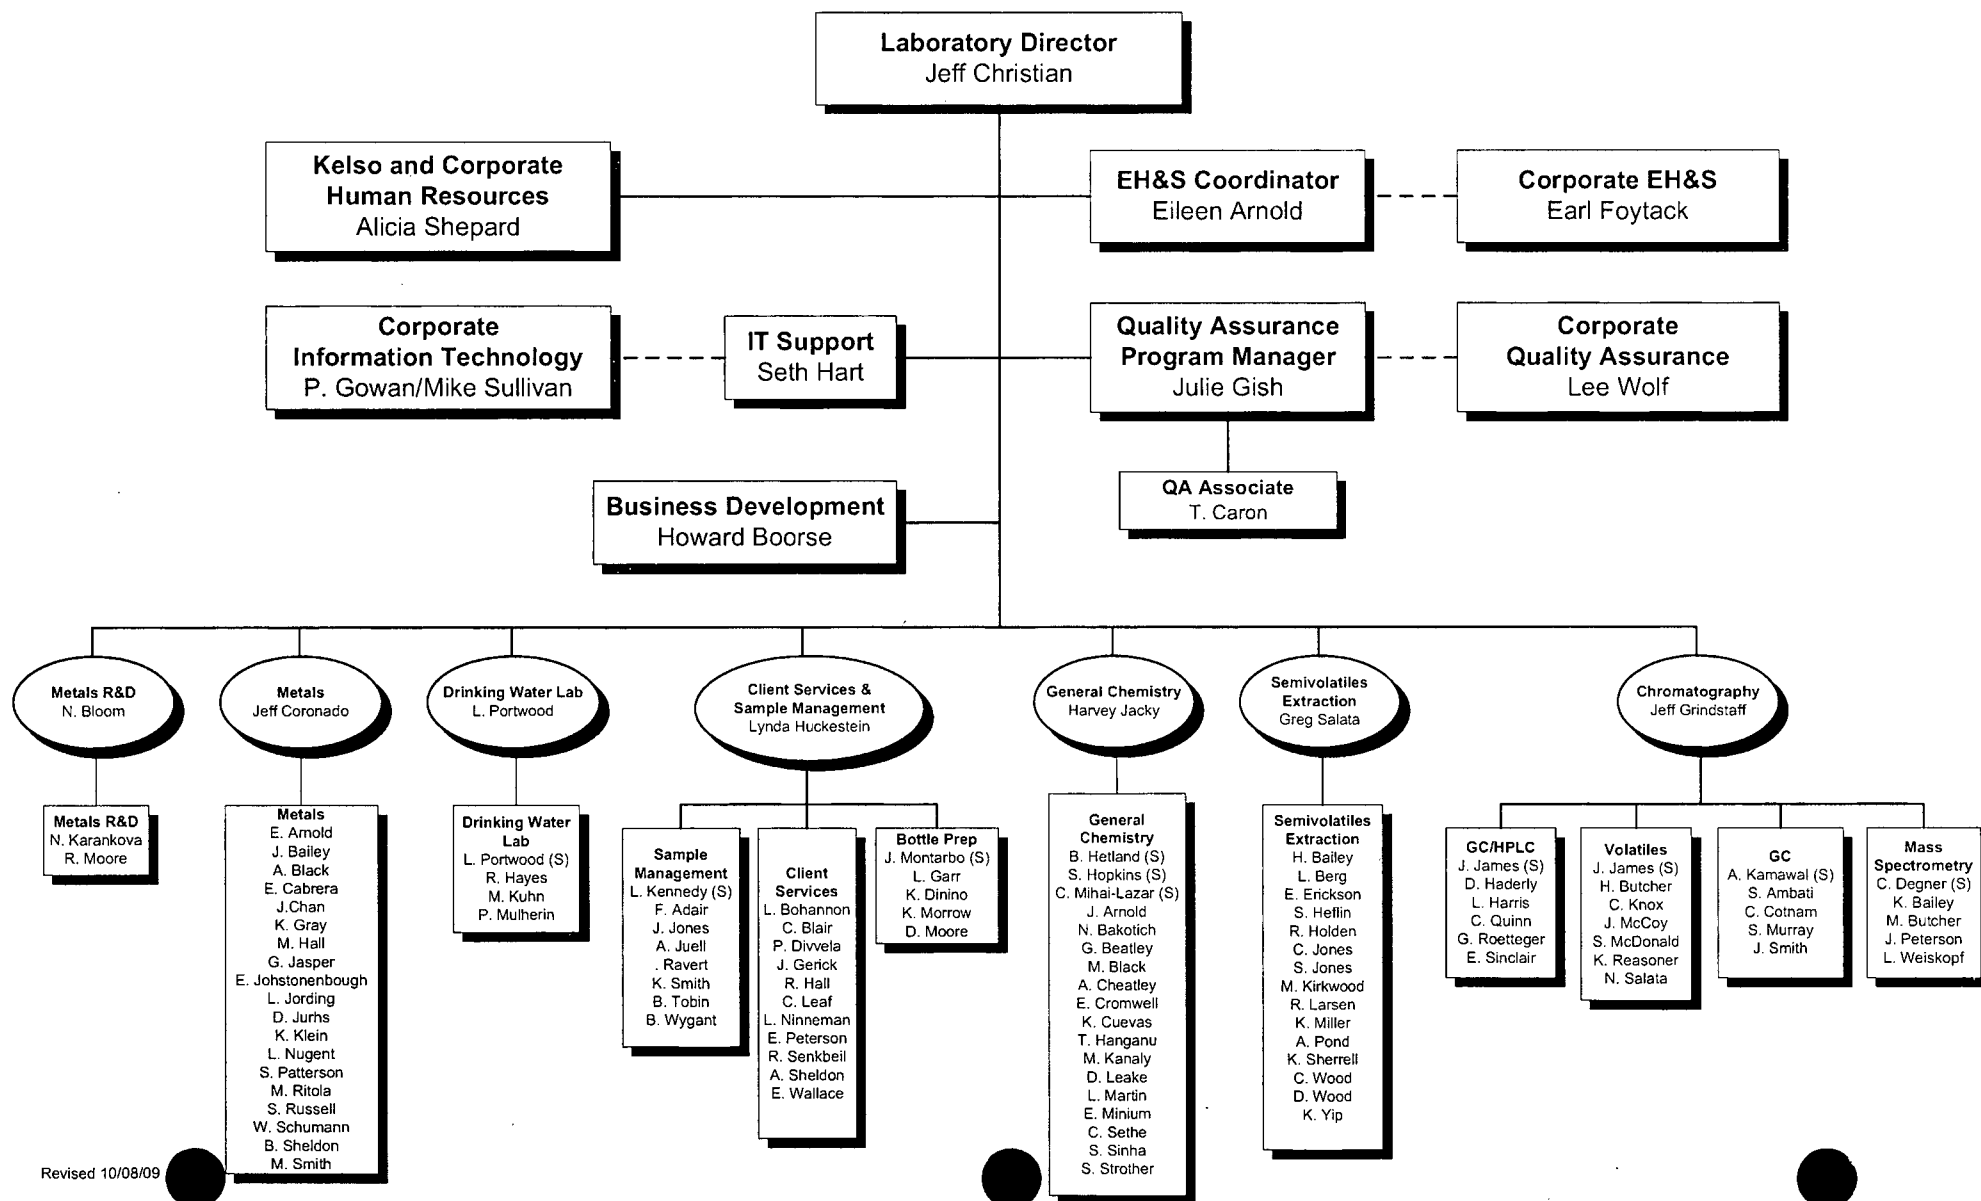 Laboratory Director
Jeff Christian
Kelso and Corporate
Human Resources
Alicia Shepard
EH&S Coordinator
Eileen Arnold
Corporate EH&S
Earl Foytack
Corporate
Information Technology
P. Gowan/Mike Sullivan
IT Support
Seth Hart
Quality Assurance
Program Manager
Julie Gish
Corporate
Quality Assurance
Lee Wolf
QA Associate
T. Caron
Business Development
Howard Boorse
Metals R&D
N. Bloom
Metals
Jeff Coronado
Drinking Water Lab
L. Portwood
Client Services &
Sample Management
Lynda Huckestein
General Chemistry
Harvey Jacky
Semivolatiles
Extraction
Greg Salata
Chromatography
Jeff Grindstaff
Metals R&D
N. Karankova
R. Moore
Metals
E. Arnold
J. Bailey
A. Black
E. Cabrera
J.Chan
K. Gray
M. Hall
G. Jasper
E. Johstonenbough
L. Jording
D. Jurhs
K. Klein
L. Nugent
S. Patterson
M. Ritola
S. Russell
W. Schumann
B. Sheldon
M. Smith
Drinking Water
Lab
L. Portwood (S)
R. Hayes
M. Kuhn
P. Mulherin
Sample
Management
L. Kennedy (S)
F. Adair
J. Jones
A. Juell
. Ravert
K. Smith
B. Tobin
B. Wygant
Client
Services
L. Bohannon
C. Blair
P. Divvela
J. Gerick
R. Hall
C. Leaf
L. Ninneman
E. Peterson
R. Senkbeil
A. Sheldon
E. Wallace
Bottle Prep
J. Montarbo (S)
L. Garr
K. Dinino
K. Morrow
D. Moore
General
Chemistry
B. Hetland (S)
S. Hopkins (S)
C. Mihai-Lazar (S)
J. Arnold
N. Bakotich
G. Beatley
M. Black
A. Cheatley
E. Cromwell
K. Cuevas
T. Hanganu
M. Kanaly
D. Leake
L. Martin
E. Minium
C. Sethe
S. Sinha
S. Strother
Semivolatiles
Extraction
H. Bailey
L. Berg
E. Erickson
S. Heflin
R. Holden
C. Jones
S. Jones
M. Kirkwood
R. Larsen
K. Miller
A. Pond
K. Sherrell
C. Wood
D. Wood
K. Yip
GC/HPLC
J. James (S)
D. Haderly
L. Harris
C. Quinn
G. Roetteger
E. Sinclair
Volatiles
J. James (S)
H. Butcher
C. Knox
J. McCoy
S. McDonald
K. Reasoner
N. Salata
GC
A. Kamawal (S)
S. Ambati
C. Cotnam
S. Murray
J. Smith
Mass
Spectrometry
C. Degner (S)
K. Bailey
M. Butcher
J. Peterson
L. Weiskopf
Revised 10/08/09